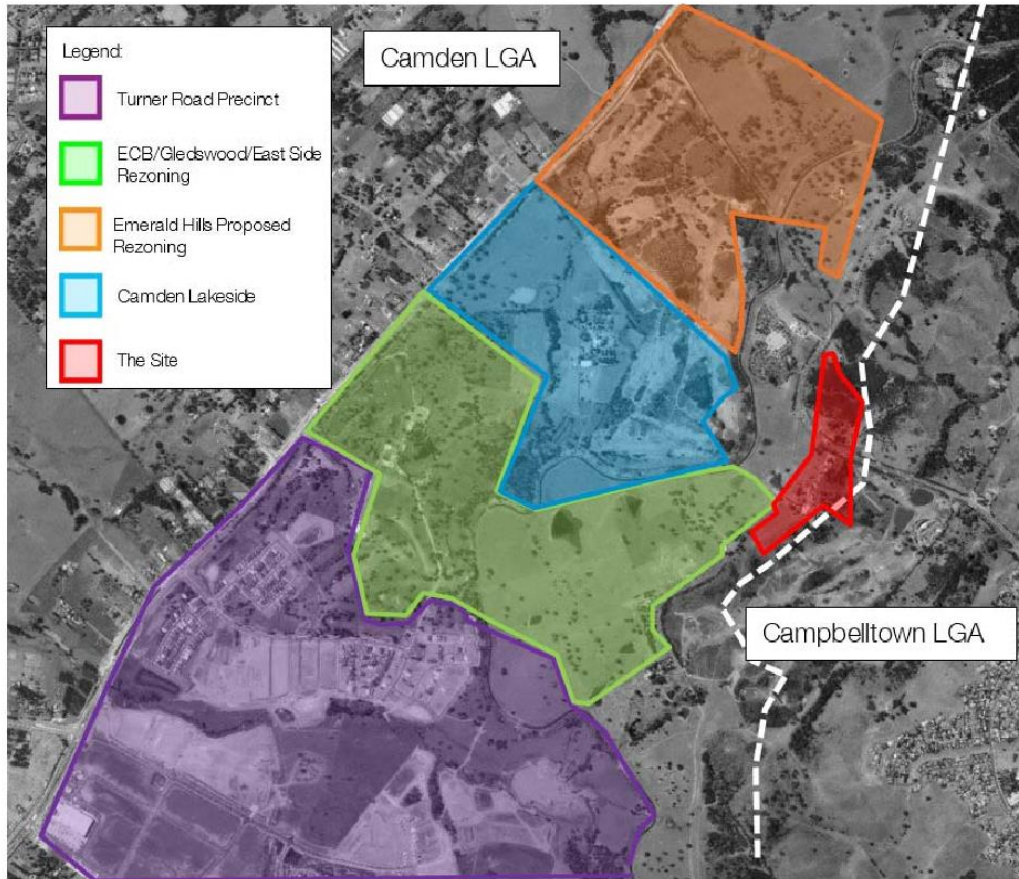 Legend:
Turner Road Precinct
ECB/Gledswood/East Side
Rezoning
Emerald Hills Proposed
Rezoning
Camden Lakeside
The Site
Camden LGA
Campbelltown LGA